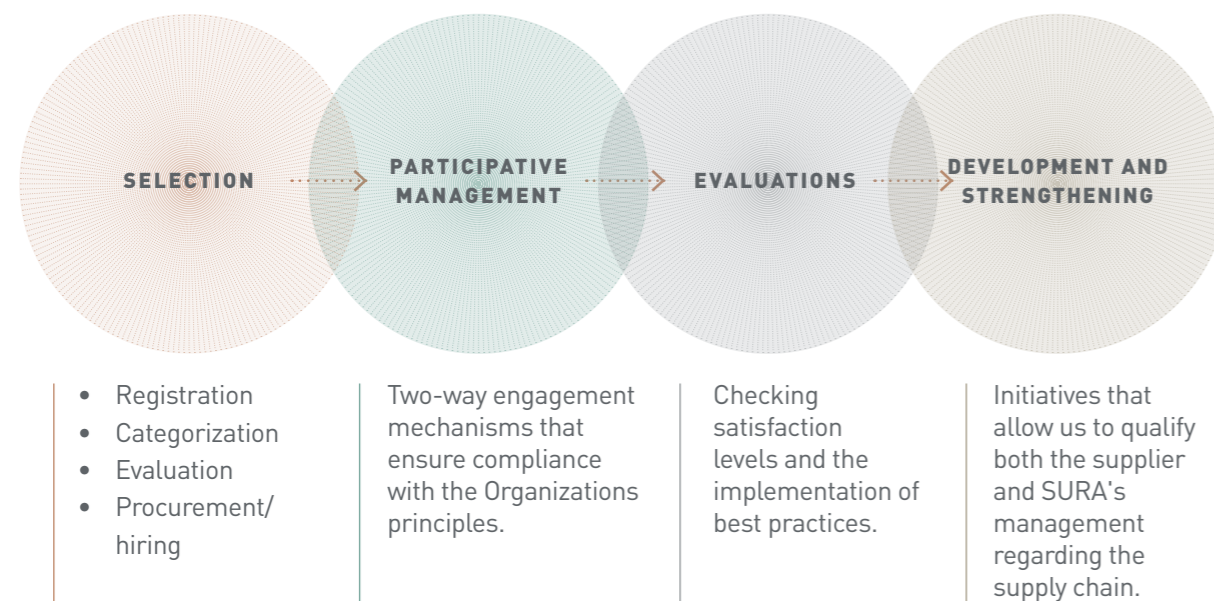 SELECTION
PARTICIPATIVE
MANAGEMENT
EVALUATIONS
DEVELOPMENT AND
STRENGTHENING
• Registration
• Categorization
• Evaluation
• Procurement/
hiring
Two-way engagement
mechanisms that
ensure compliance
with the Organizations
principles.
Checking
satisfaction
levels and the
implementation of
best practices.
Initiatives that
allow us to qualify
both the supplier
and SURA's
management
regarding the
supply chain.